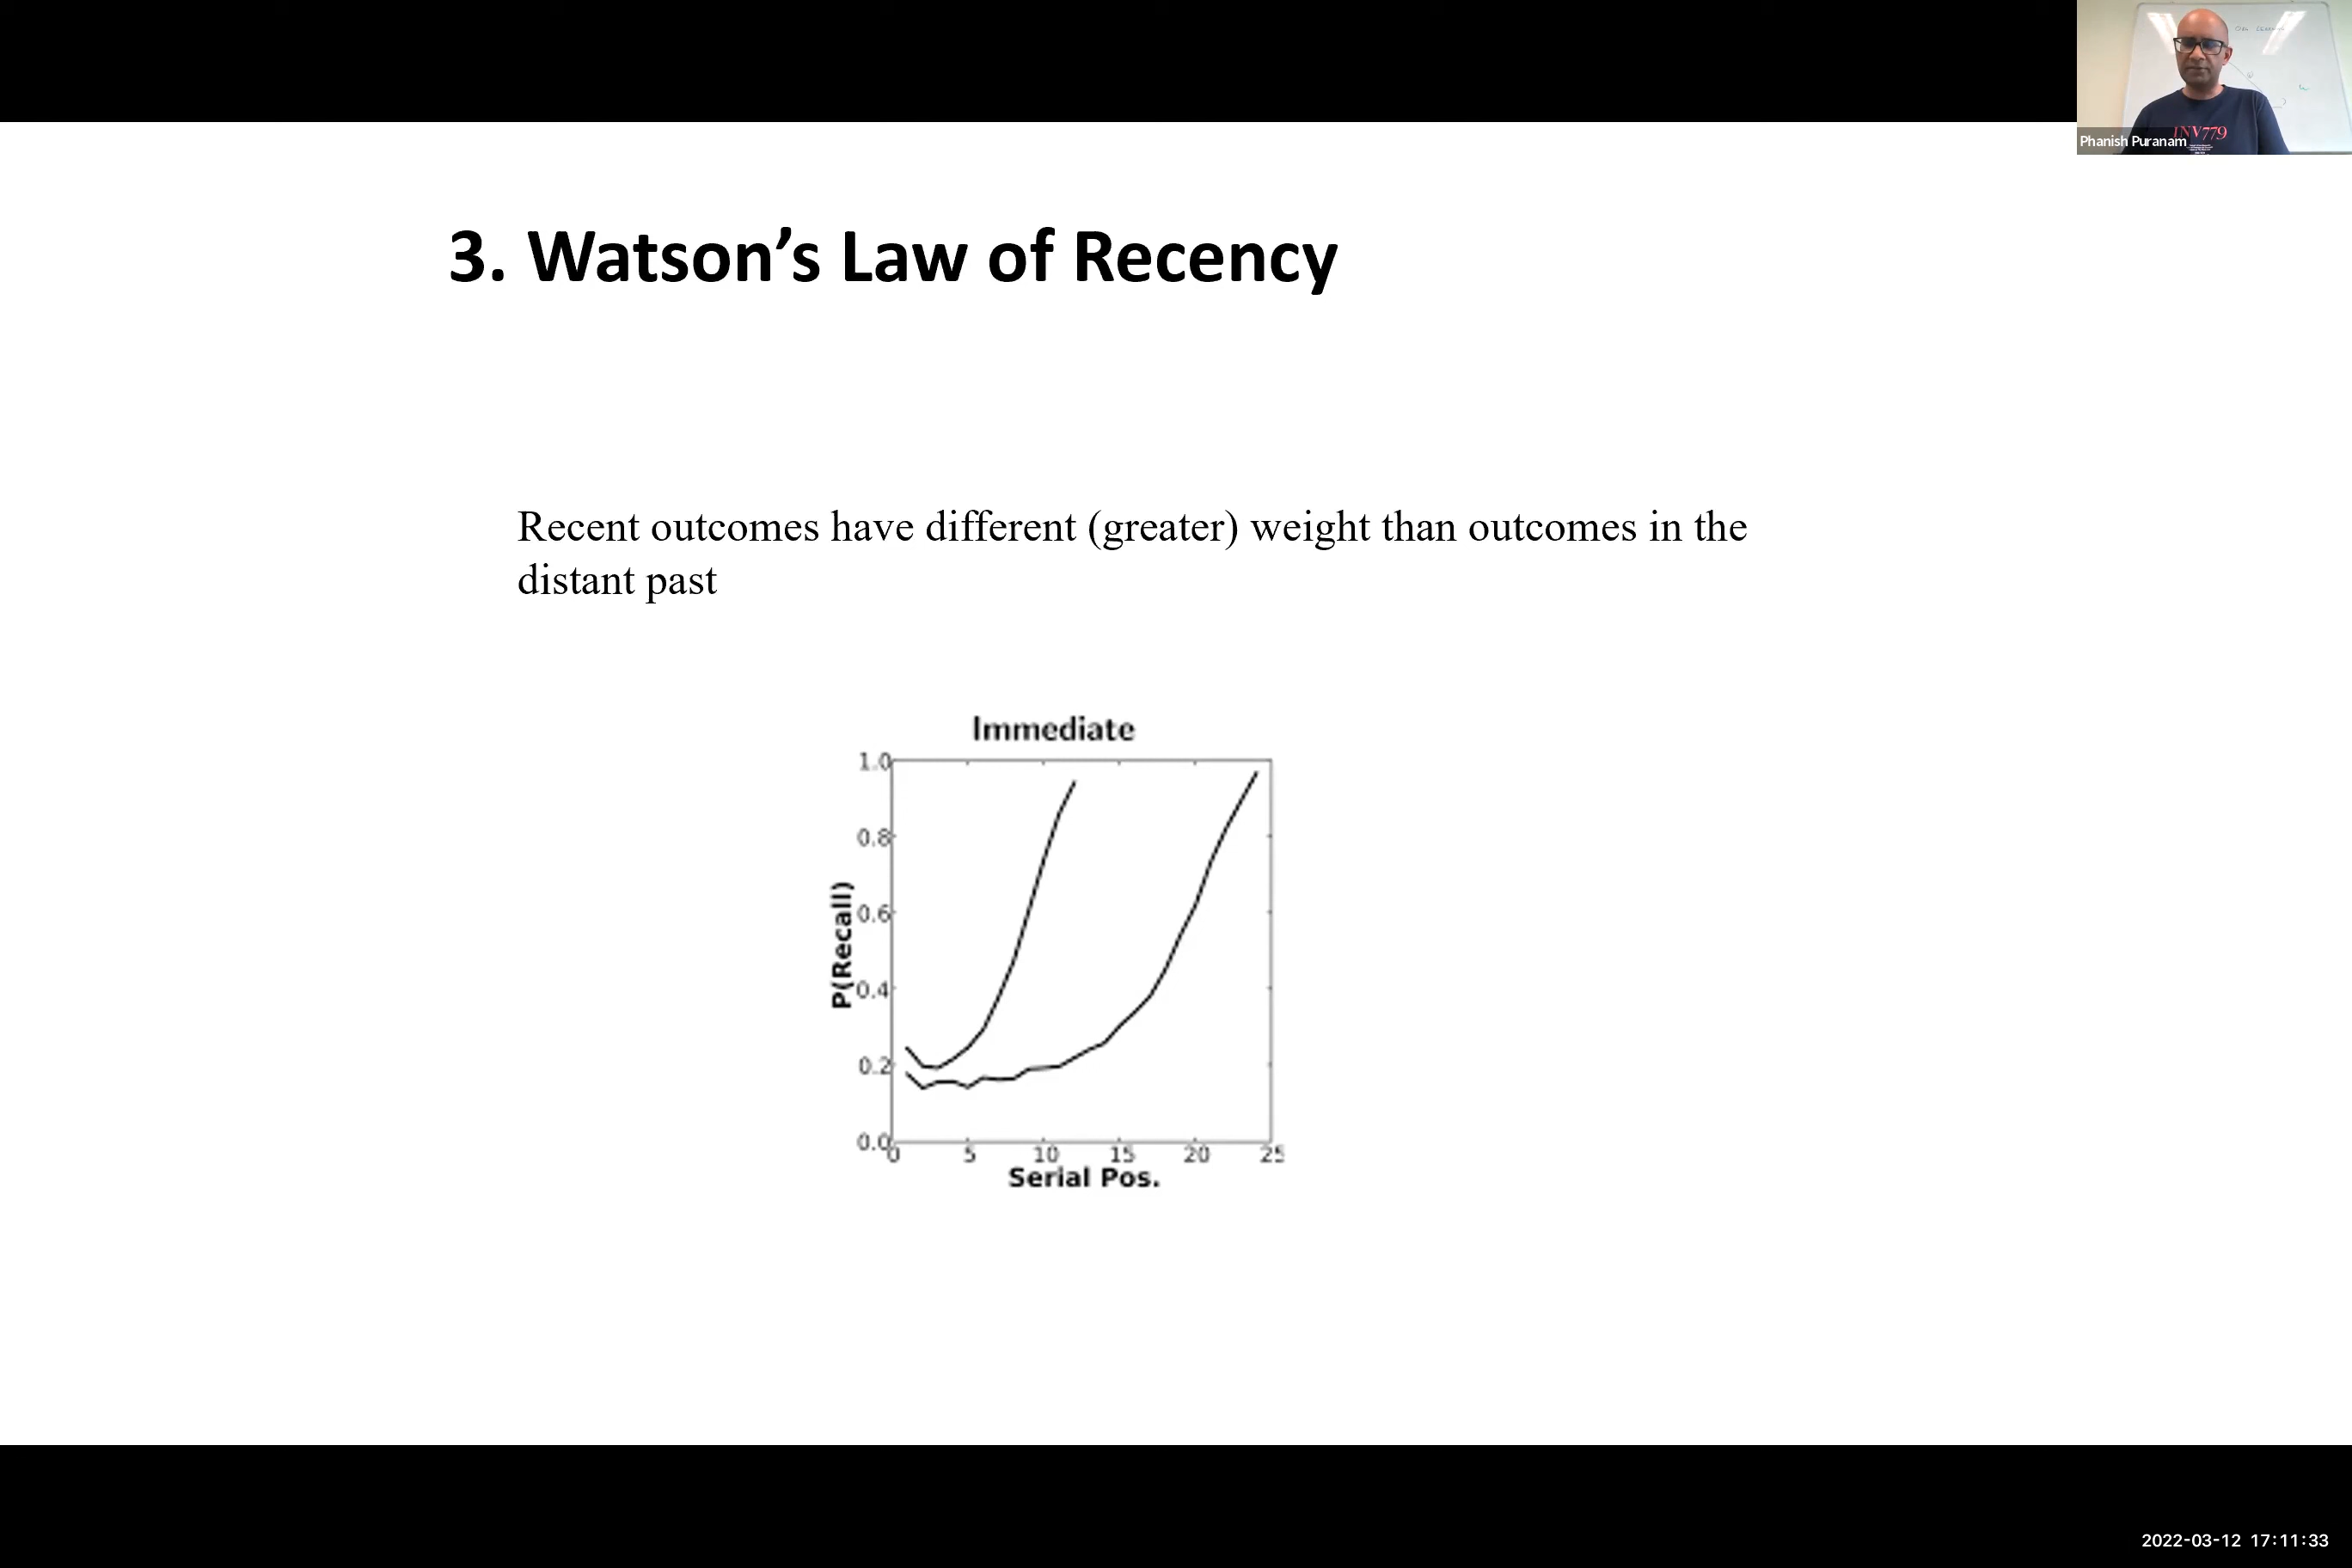 Phanish Puranam
INV779
3. Watson’s Law of Recency
Recent outcomes have different (greater) weight than outcomes in the
distant past
Immediate
1.0
0.8
0.6
0.4
0.2
0.0
P(Recall)
0 5 10 15 20 25
Serial Pos.
2022-03-12 17:11:33